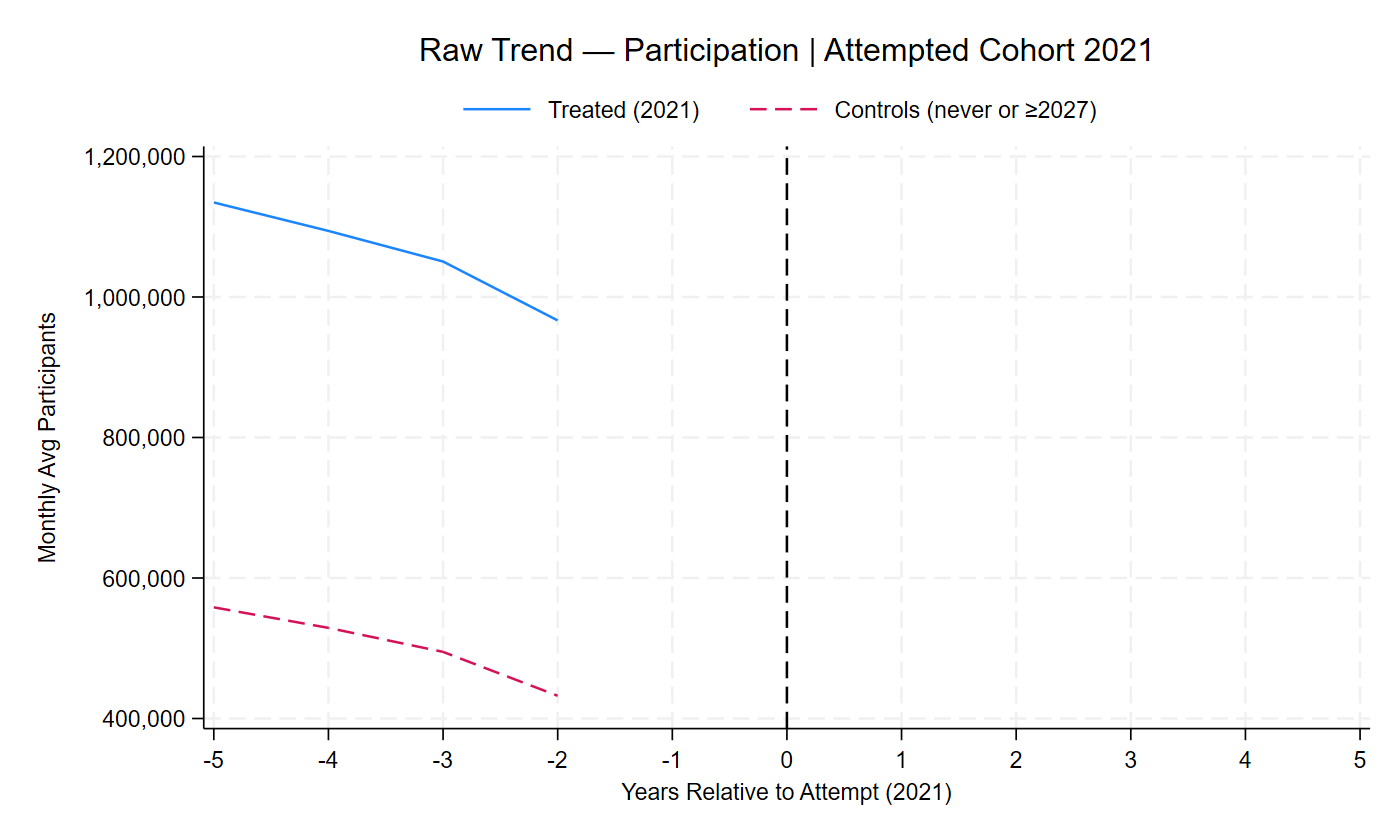 Raw Trend — Participation | Attempted Cohort 2021
Treated (2021) Controls (never or ≥2027)
Monthly Avg Participants
1,200,000
1,000,000
800,000
600,000
400,000
-5 -4 -3 -2 -1 0 1 2 3 4 5
Years Relative to Attempt (2021)